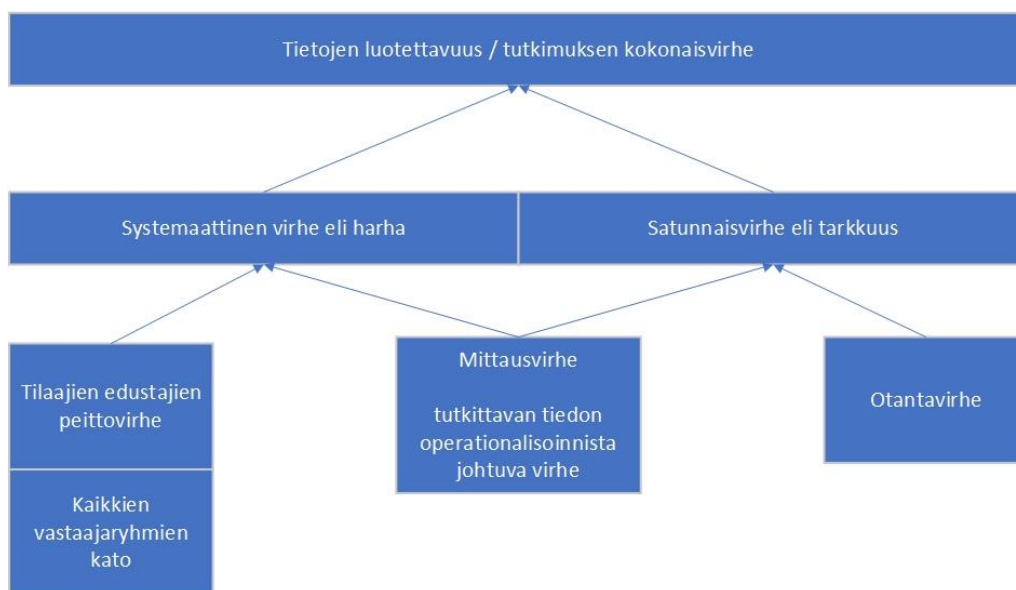 Tietojen luotettavuus / tutkimuksen kokonaisvirhe
Systemaattinen virhe eli harha
Satunnaisvirhe eli tarkkuus
Tilaajien edustajien
peittovirhe
Kaikkien
vastaajaryhmien
kato
Mittausvirhe
tutkittavan tiedon
operationalisoinnista
johtuva virhe
Otantavirhe